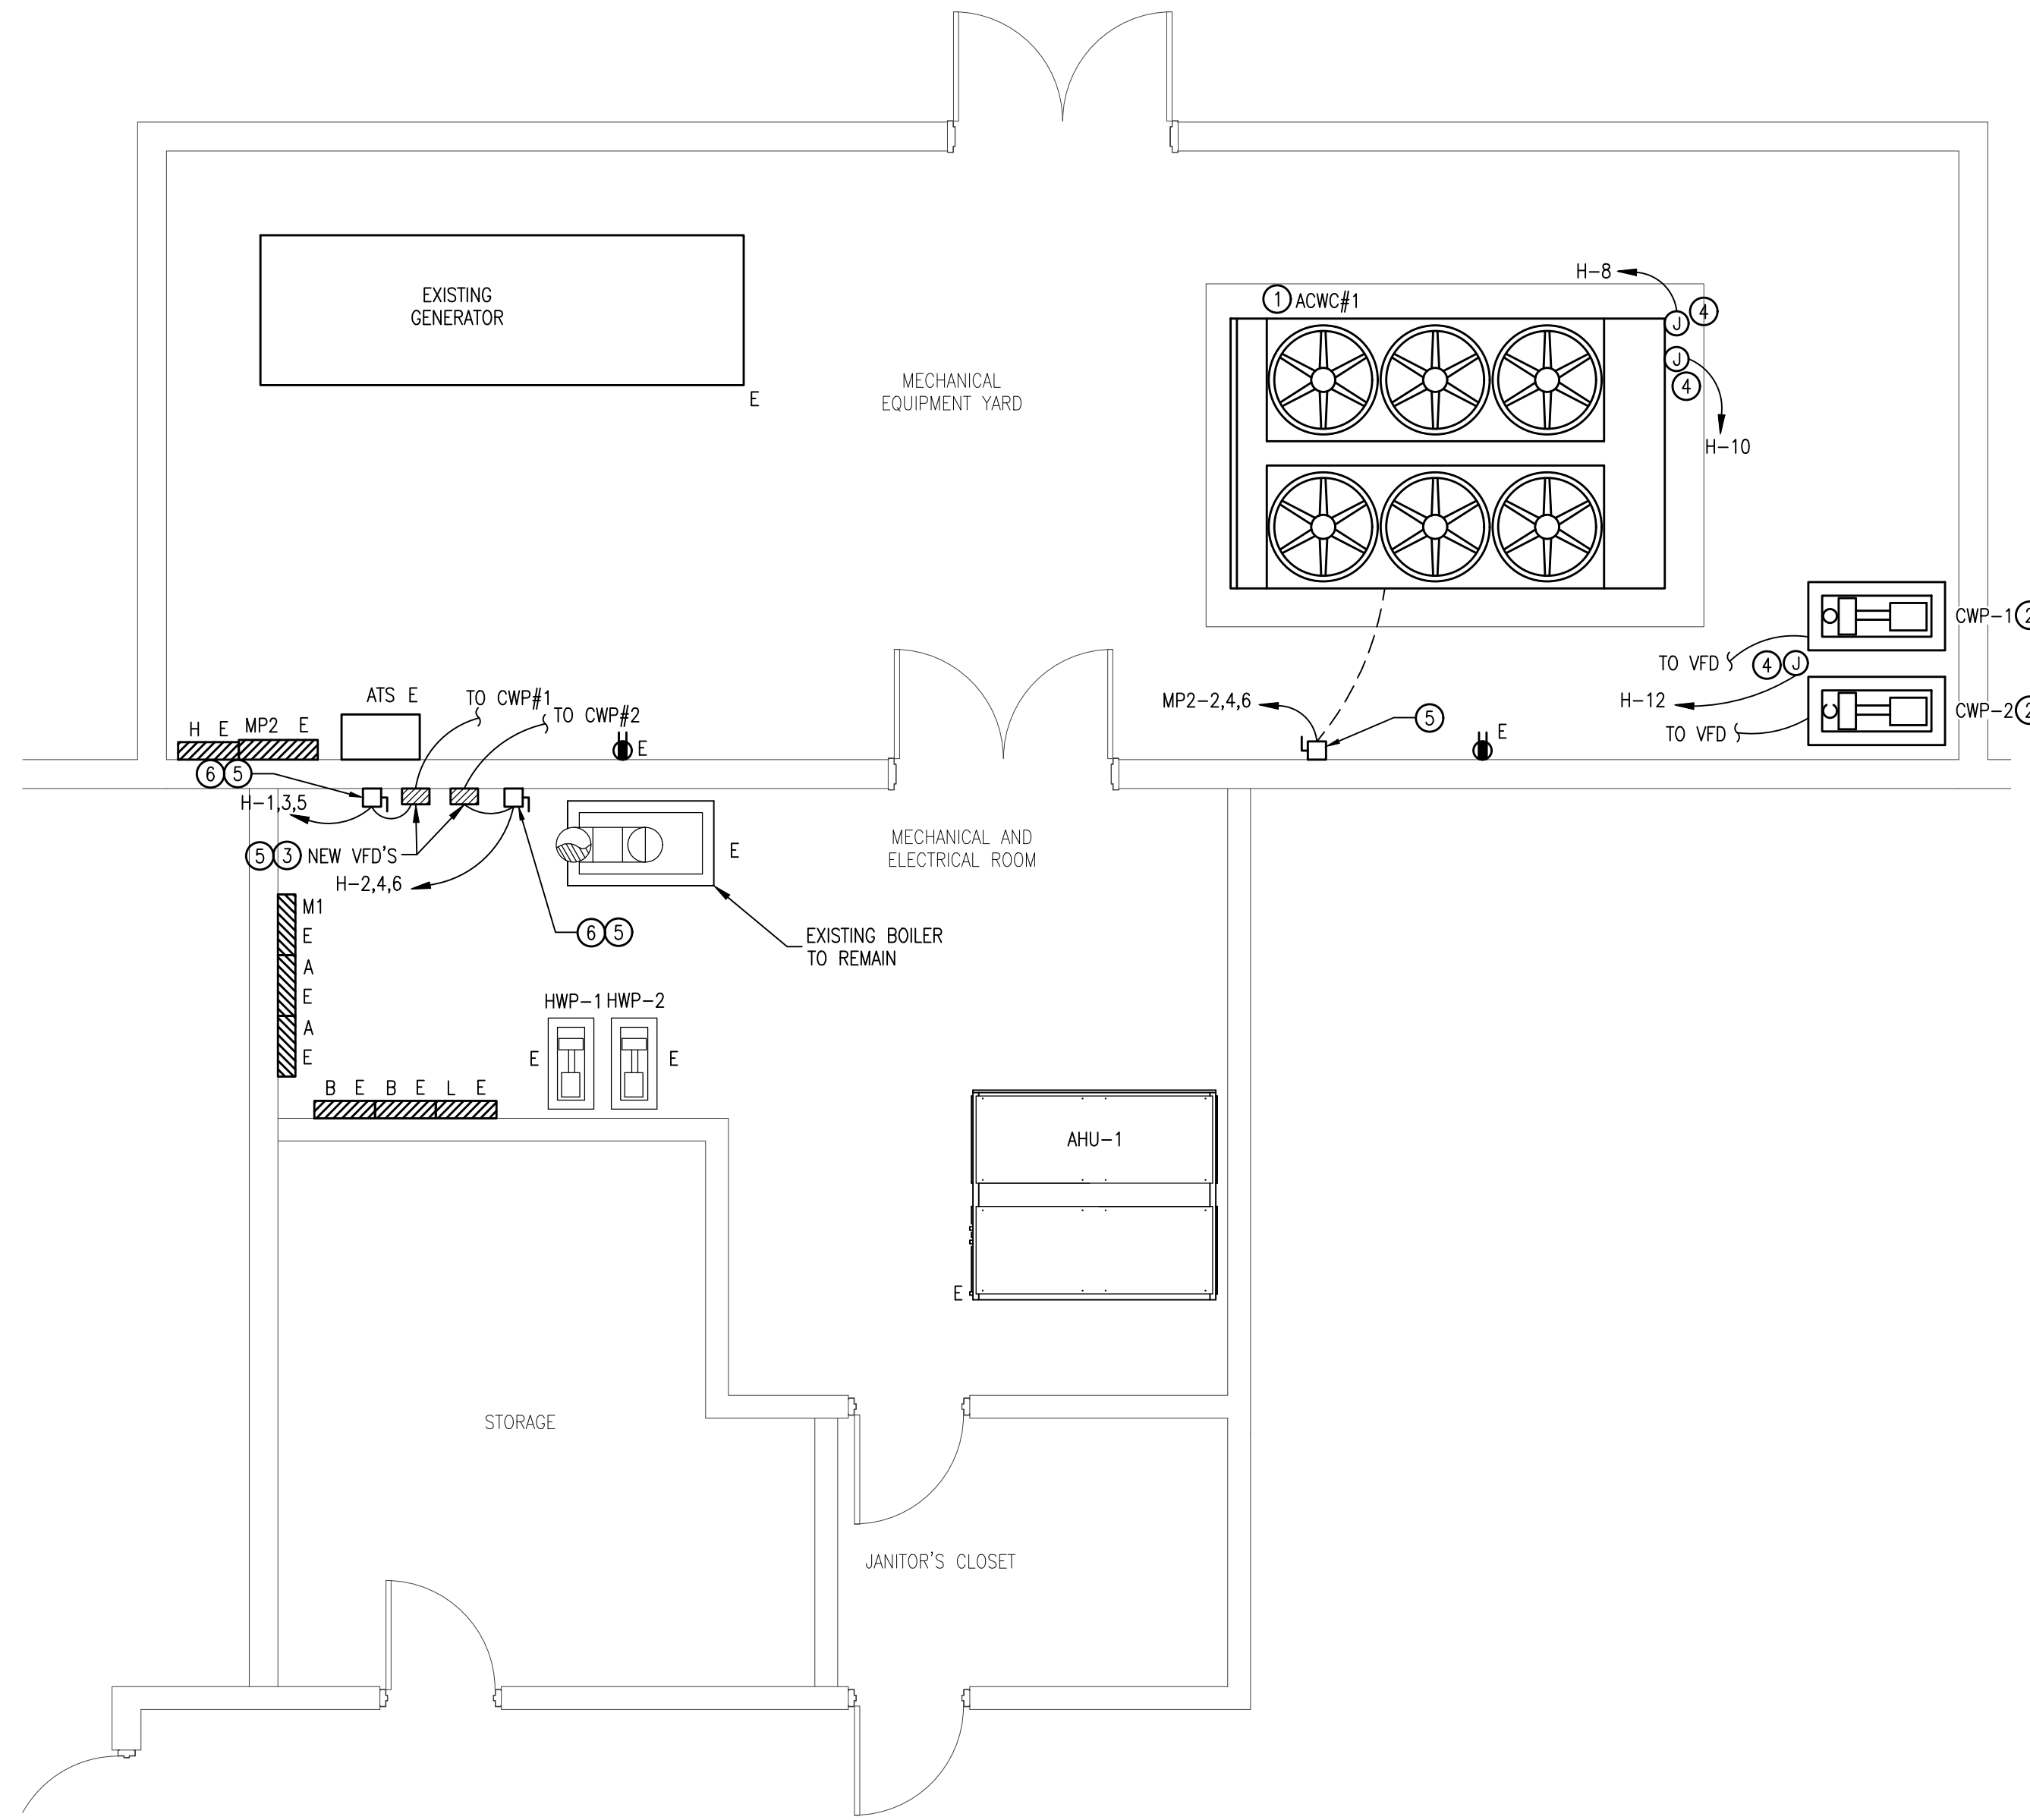 H-8
1 ACWC#1
4
J
EXISTING
GENERATOR
J
4
MECHANICAL
EQUIPMENT YARD
E
H-10
CWP-1 2
TO VFD
4 J
ATS E
TO CWP#1
TO CWP#2
MP2-2,4,6
H-12
5
CWP-2 2
H E MP2 E
E
E
TO VFD
6 5
H-1,3,5
MECHANICAL AND
ELECTRICAL ROOM
5 3 NEW VFD'S
E
H-2,4,6
M1
E
6 5
EXISTING BOILER
TO REMAIN
A
E
HWP-1 HWP-2
A
E
E E
B E B E L E
AHU-1
E
STORAGE
JANITOR'S CLOSET